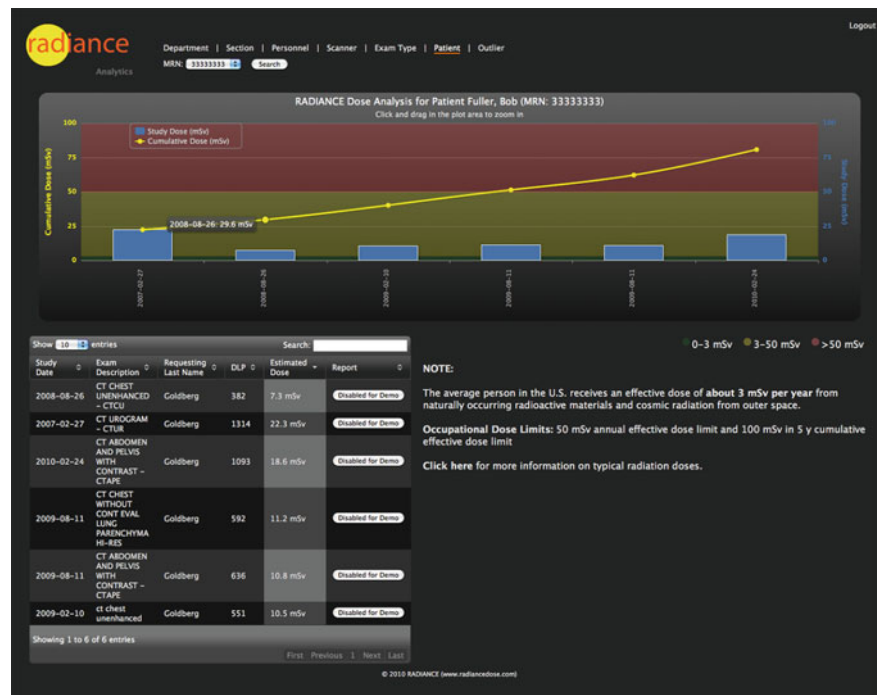 Logout
radiance
Analytics
Department | Section | Personnel | Scanner | Exam Type | Patient | Outlier
MRN: 33333333 Search
RADIANCE Dose Analysis for Patient Fuller, Bob (MRN: 33333333)
Click and drag in the plot area to zoom in
Study Dose (mSv)
Cumulative Dose (mSv)
Cumulative Dose (mSv)
100
75
50
25
0
2008-08-26: 29.6 mSv
100
75
50
25
0
Study Dose (mSv)
2007-02-27
2008-08-26
2009-02-10
2009-08-11
2009-08-11
2010-02-24
0-3 mSv 3-50 mSv >50 mSv
Show 10 entries Search:
Study Date Exam Description Requesting Last Name DLP Estimated Dose Report
2008-08-26 CT CHEST UNENHANCED - CTCU Goldberg 382 7.3 mSv Disabled for Demo
2007-02-27 CT UROGRAM - CTUR Goldberg 1314 22.3 mSv Disabled for Demo
2010-02-24 CT ABDOMEN AND PELVIS WITH CONTRAST - CTAPE Goldberg 1093 18.6 mSv Disabled for Demo
2009-08-11 CT CHEST WITHOUT CONT EVAL LUNG PARENCHYMA HI-RES Goldberg 592 11.2 mSv Disabled for Demo
2009-08-11 CT ABDOMEN AND PELVIS WITH CONTRAST - CTAPE Goldberg 636 10.8 mSv Disabled for Demo
2009-02-10 ct chest unenhanced Goldberg 551 10.5 mSv Disabled for Demo
Showing 1 to 6 of 6 entries
First Previous 1 Next Last
NOTE:
The average person in the U.S. receives an effective dose of about 3 mSv per year from
naturally occurring radioactive materials and cosmic radiation from outer space.
Occupational Dose Limits: 50 mSv annual effective dose limit and 100 mSv in 5 y cumulative
effective dose limit
Click here for more information on typical radiation doses.
© 2010 RADIANCE (www.radiancedose.com)